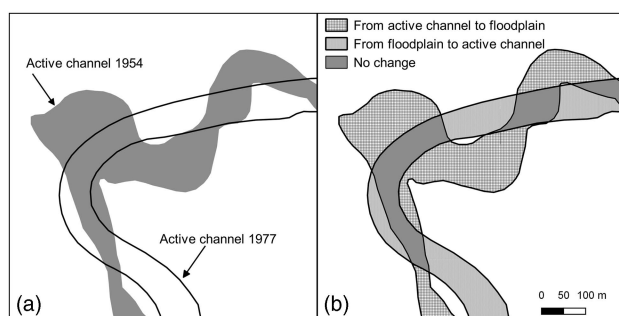 Active channel 1954
Active channel 1977
(a)
From active channel to floodplain
From floodplain to active channel
No change
(b)
0 50 100 m